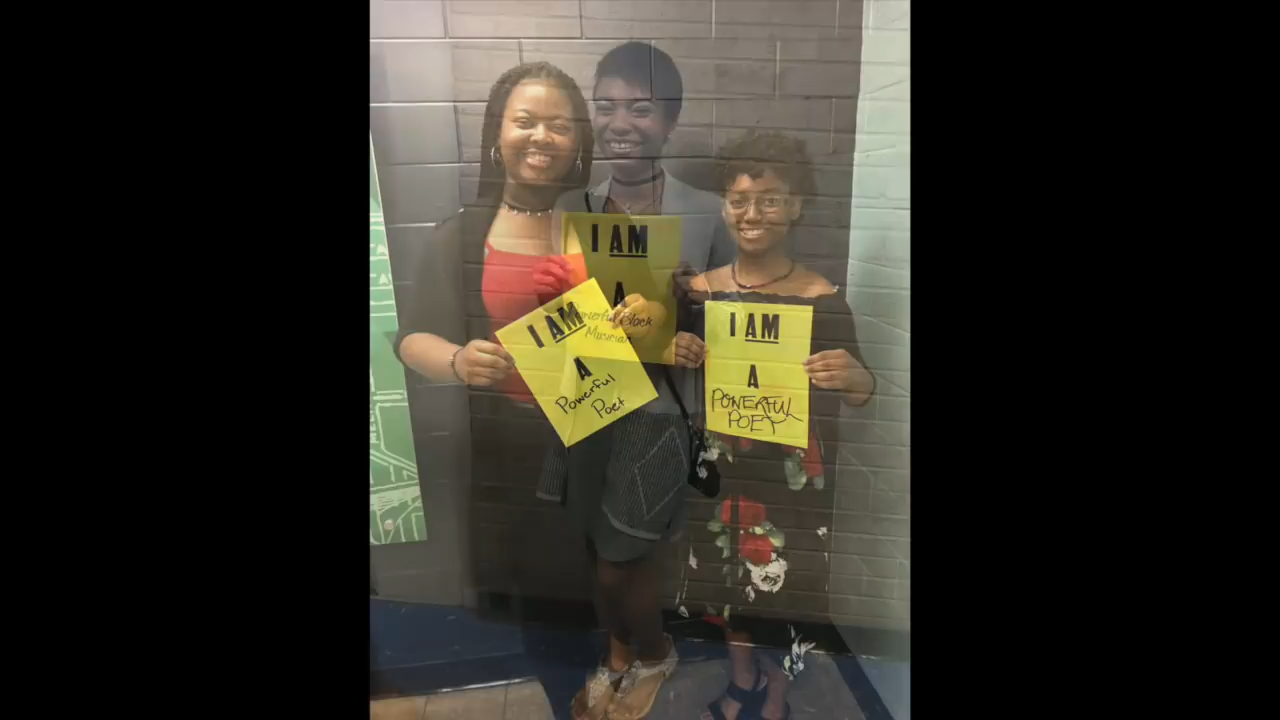 I AM
A
Powerful Black
Musician
I AM
A
Powerful
Poet
I AM
A
POWERFUL
POET